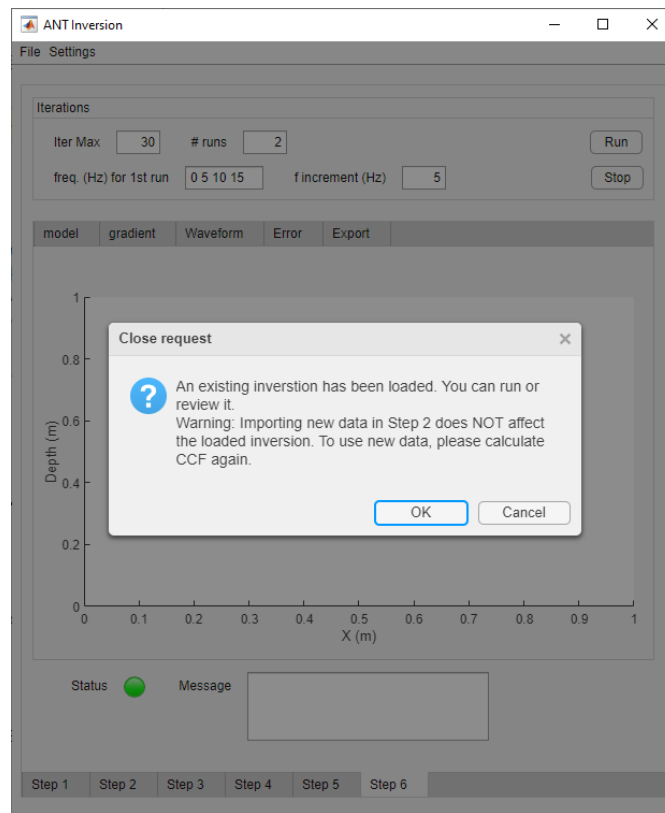 ANT Inversion
File Settings
Iterations
Iter Max 30 # runs 2 Run
freq. (Hz) for 1st run 0 5 10 15 f increment (Hz) 5 Stop
model gradient Waveform Error Export
Close request
An existing inverstion has been loaded. You can run or
review it.
Warning: Importing new data in Step 2 does NOT affect
the loaded inversion. To use new data, please calculate
CCF again.
OK Cancel
1
0.8
0.6
0.4
0.2
0
Depth (m)
0 0.1 0.2 0.3 0.4 0.5 0.6 0.7 0.8 0.9 1
X (m)
Status Message
Step 1 Step 2 Step 3 Step 4 Step 5 Step 6